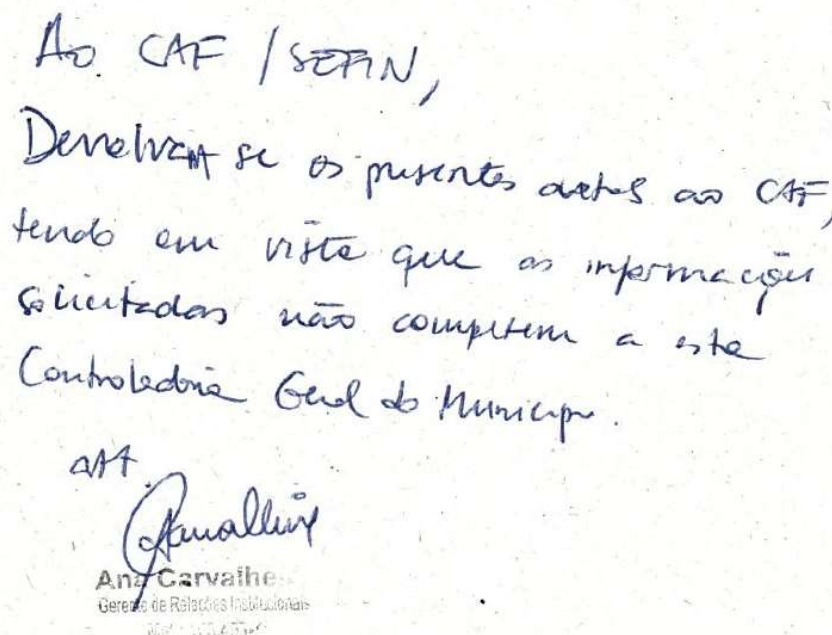 Ao CAF / SEFIN,
Devolvam se os presentes autos ao CAF,
tendo em vista que as informações
solicitadas não competem a esta
Controladoria Geral do Município.
att.
Ana Carvalho
Gerente de Relações Institucionais